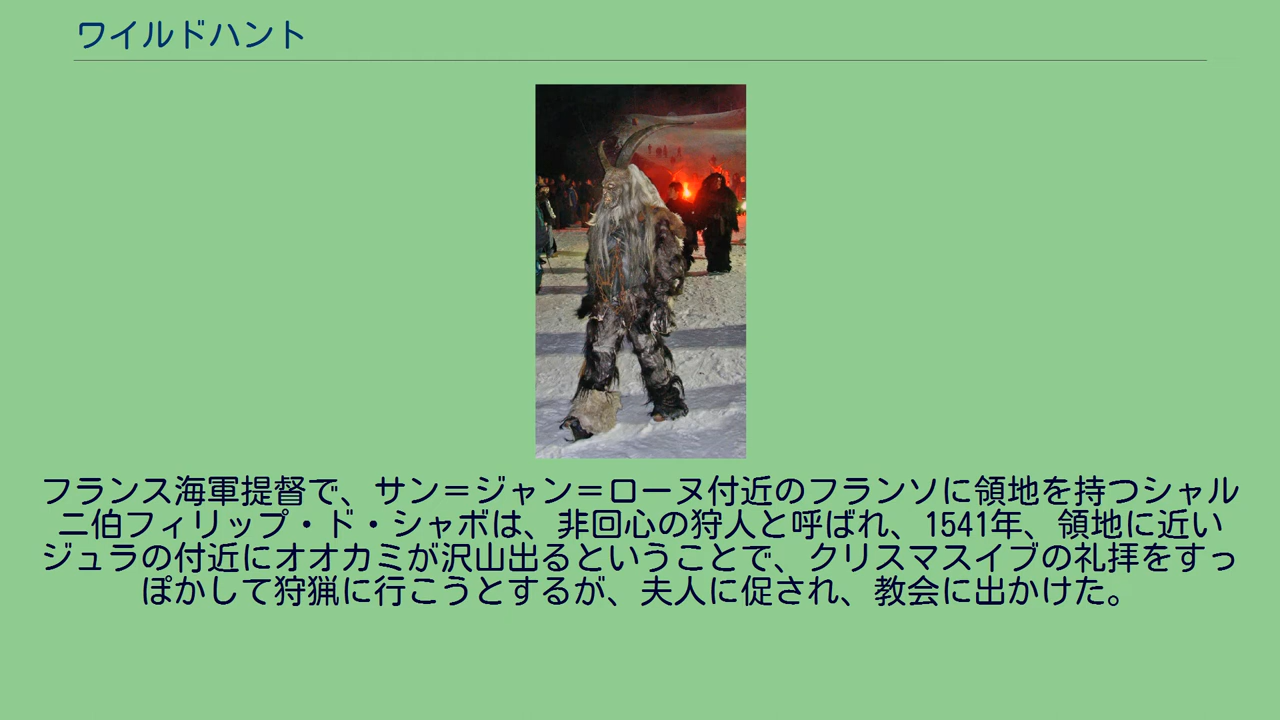 ワイルドハント
フランス海軍提督で、サン＝ジャン＝ローヌ付近のフランソに領地を持つシャル
ニ伯フィリップ・ド・シャボは、非回心の狩人と呼ばれ、1541年、領地に近い
ジュラの付近にオオカミが沢山出るということで、クリスマスイブの礼拝をすっ
ぽかして狩猟に行こうとするが、夫人に促され、教会に出かけた。